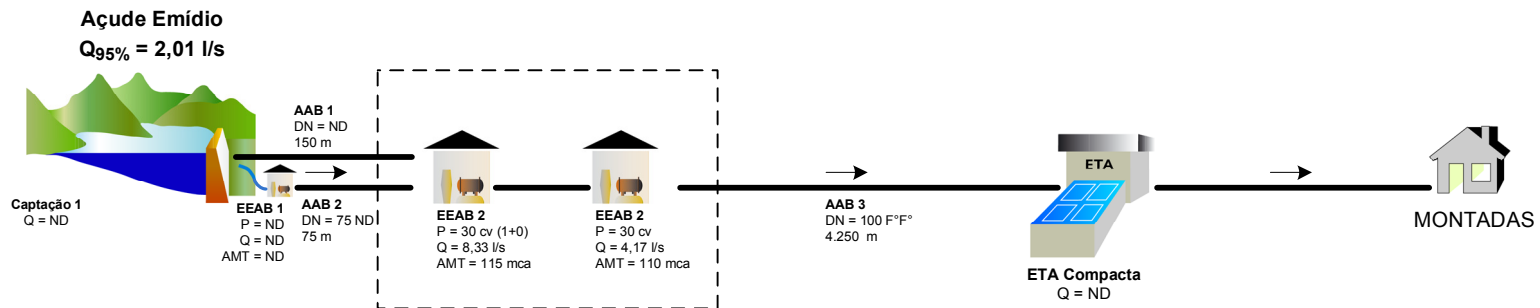 Açude Emídio
Q95% = 2,01 l/s
Captação 1
Q = ND
AAB 1
DN = ND
150 m
EEAB 1
P = ND
Q = ND
AMT = ND
AAB 2
DN = 75 ND
75 m
EEAB 2
P = 30 cv (1+0)
Q = 8,33 l/s
AMT = 115 mca
EEAB 2
P = 30 cv
Q = 4,17 l/s
AMT = 110 mca
AAB 3
DN = 100 F°F°
4.250 m
ETA
ETA Compacta
Q = ND
MONTADAS